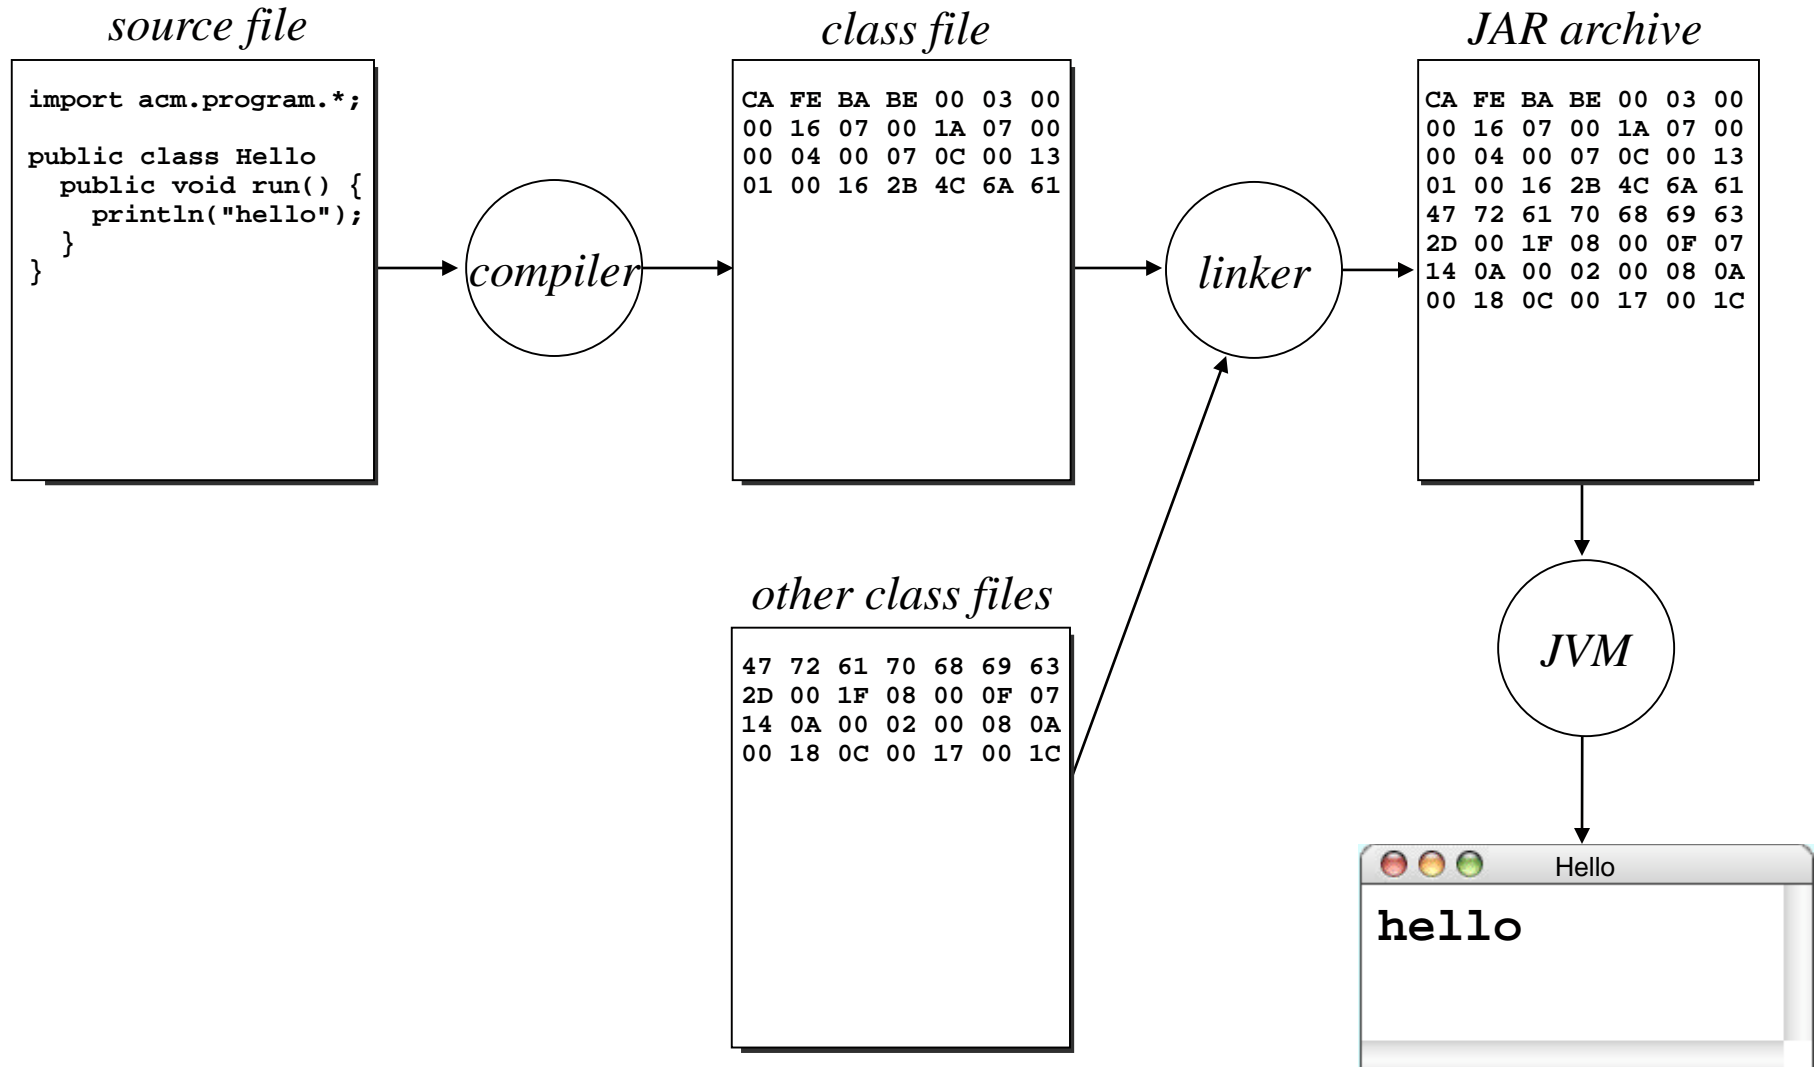 source file
import acm.program.*;
public class Hello
public void run() {
println("hello");
}
}
compiler
class file
CA FE BA BE 00 03 00
00 16 07 00 1A 07 00
00 04 00 07 0C 00 13
01 00 16 2B 4C 6A 61
other class files
47 72 61 70 68 69 63
2D 00 1F 08 00 0F 07
14 0A 00 02 00 08 0A
00 18 0C 00 17 00 1C
linker
JAR archive
CA FE BA BE 00 03 00
00 16 07 00 1A 07 00
00 04 00 07 0C 00 13
01 00 16 2B 4C 6A 61
47 72 61 70 68 69 63
2D 00 1F 08 00 0F 07
14 0A 00 02 00 08 0A
00 18 0C 00 17 00 1C
JVM
Hello
hello